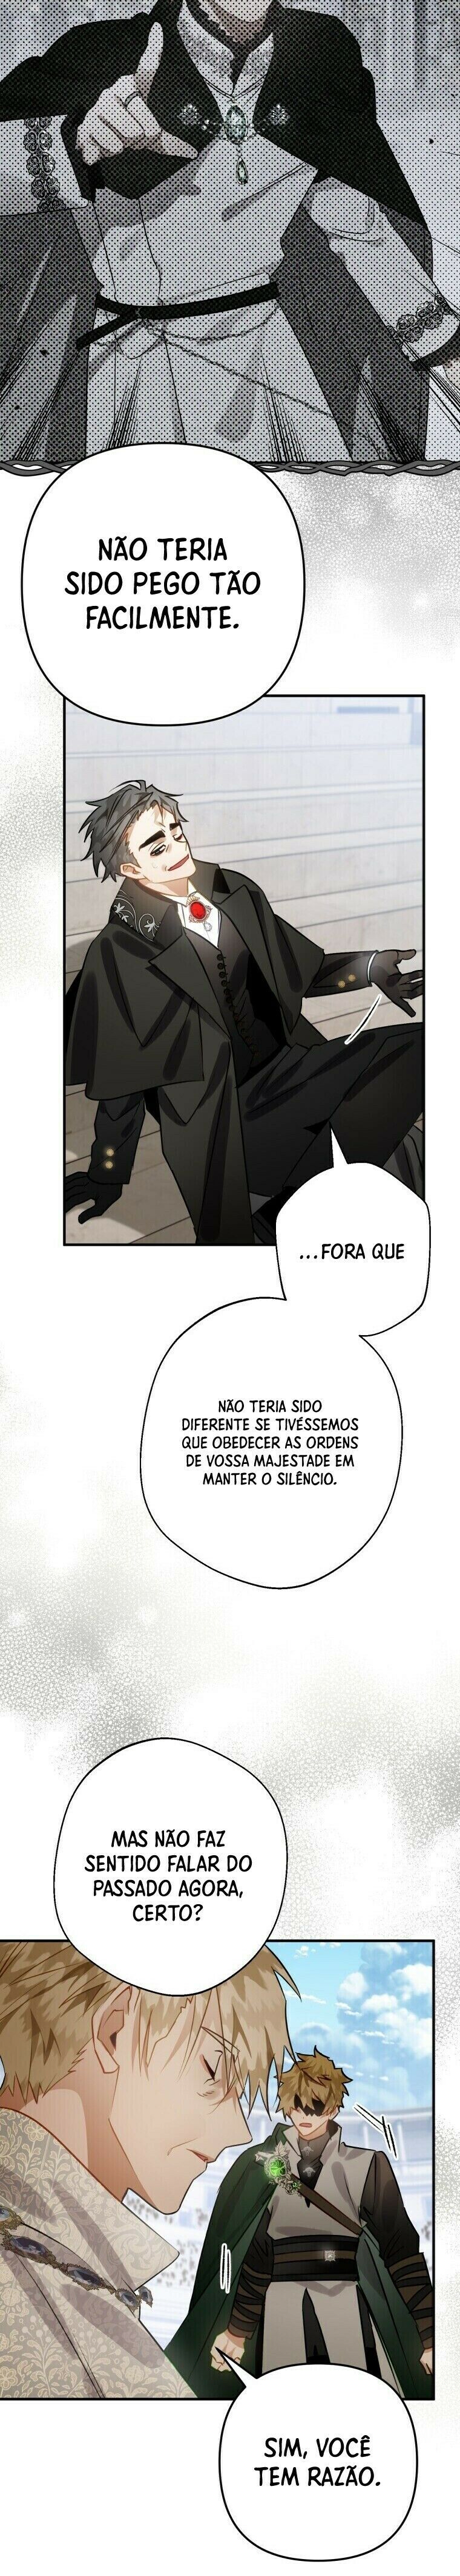 NÃO TERIA
SIDO PEGO TÃO
FACILMENTE.
...FORA QUE
NÃO TERIA SIDO
DIFERENTE SE TIVÉSSEMOS
QUE OBEDECER AS ORDENS
DE VOSSA MAJESTADE EM
MANTER O SILÊNCIO.
MAS NÃO FAZ
SENTIDO FALAR DO
PASSADO AGORA,
CERTO?
SIM, VOCÊ
TEM RAZÃO.